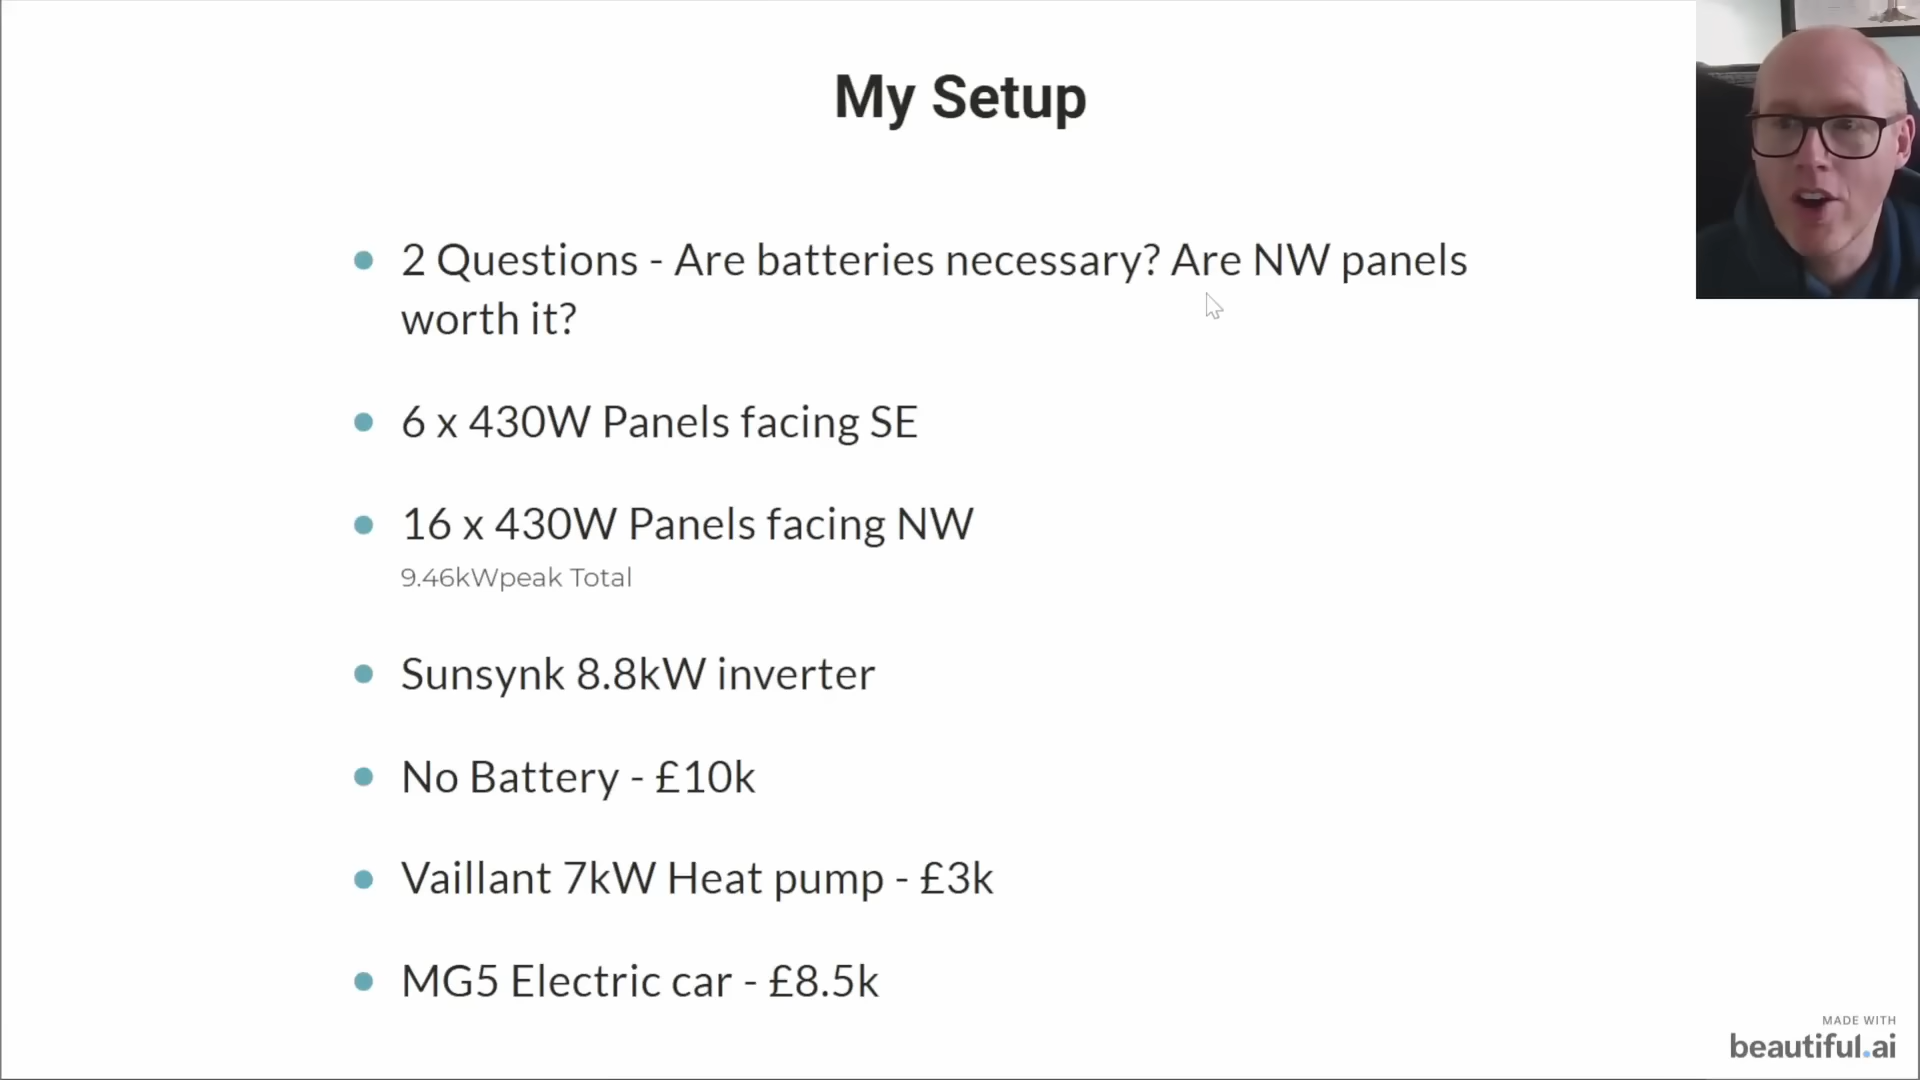 My Setup
2 Questions - Are batteries necessary? Are NW panels
worth it?
6 x 430W Panels facing SE
16 x 430W Panels facing NW
9.46kWpeak Total
Sunsynk 8.8kW inverter
No Battery - £10k
Vaillant 7kW Heat pump - £3k
MG5 Electric car - £8.5k
MADE WITH
beautiful.ai